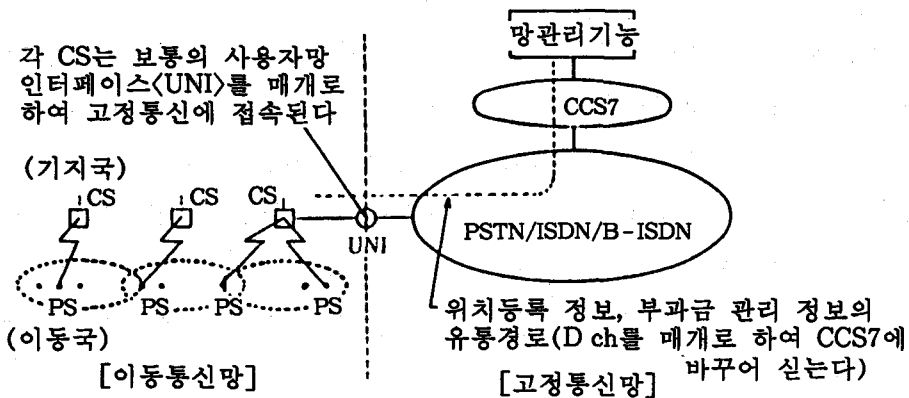 망관리기능
각 CS는 보통의 사용자망
인터페이스〈UNI〉를 매개로
하여 고정통신에 접속된다
CCS7
(기지국)
CS
CS
CS
UNI
PSTN/ISDN/B-ISDN
PS
PS
PS
PS
(이동국)
위치등록 정보, 부과금 관리 정보의
유통경로(D ch를 매개로 하여 CCS7에
바꾸어 싣는다)
[이동통신망]
[고정통신망]